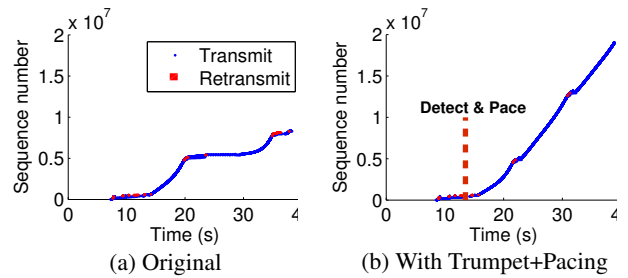 x 10^7
x 10^7
Sequence number
2
1.5
1
0.5
0
Transmit
Retransmit
0 10 20 30 4
Time (s)
(a) Original
Sequence number
2
1.5
1
0.5
0
Detect & Pace
0 10 20 30 4
Time (s)
(b) With Trumpet+Pacing